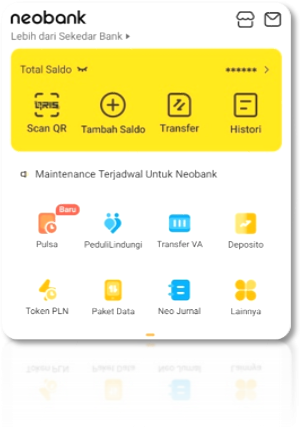 neobank
Lebih dari Sekedar Bank
Total Saldo ****** >
QRIS
Scan QR Tambah Saldo Transfer Histori
Maintenance Terjadwal Untuk Neobank
Baru
Pulsa PeduliLindungi Transfer VA Deposito
Token PLN Paket Data Neo Jurnal Lainnya